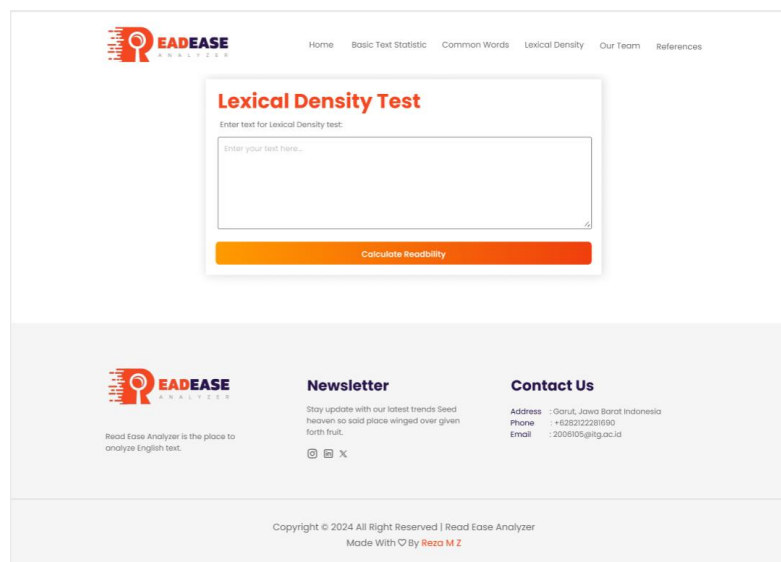 READEASE
ANALYZER
Home Basic Text Statistic Common Words Lexical Density Our Team References
Lexical Density Test
Enter text for Lexical Density test:
Enter your text here...
Calculate Readbility
READEASE
ANALYZER
Read Ease Analyzer is the place to
analyze English text.
Newsletter
Stay update with our latest trends Seed
heaven so said place winged over given
forth fruit.
Contact Us
Address : Garut, Jawa Barat Indonesia
Phone : +6282122281690
Email : 2006105@itg.ac.id
Copyright © 2024 All Right Reserved | Read Ease Analyzer
Made With ♡ By Reza M Z